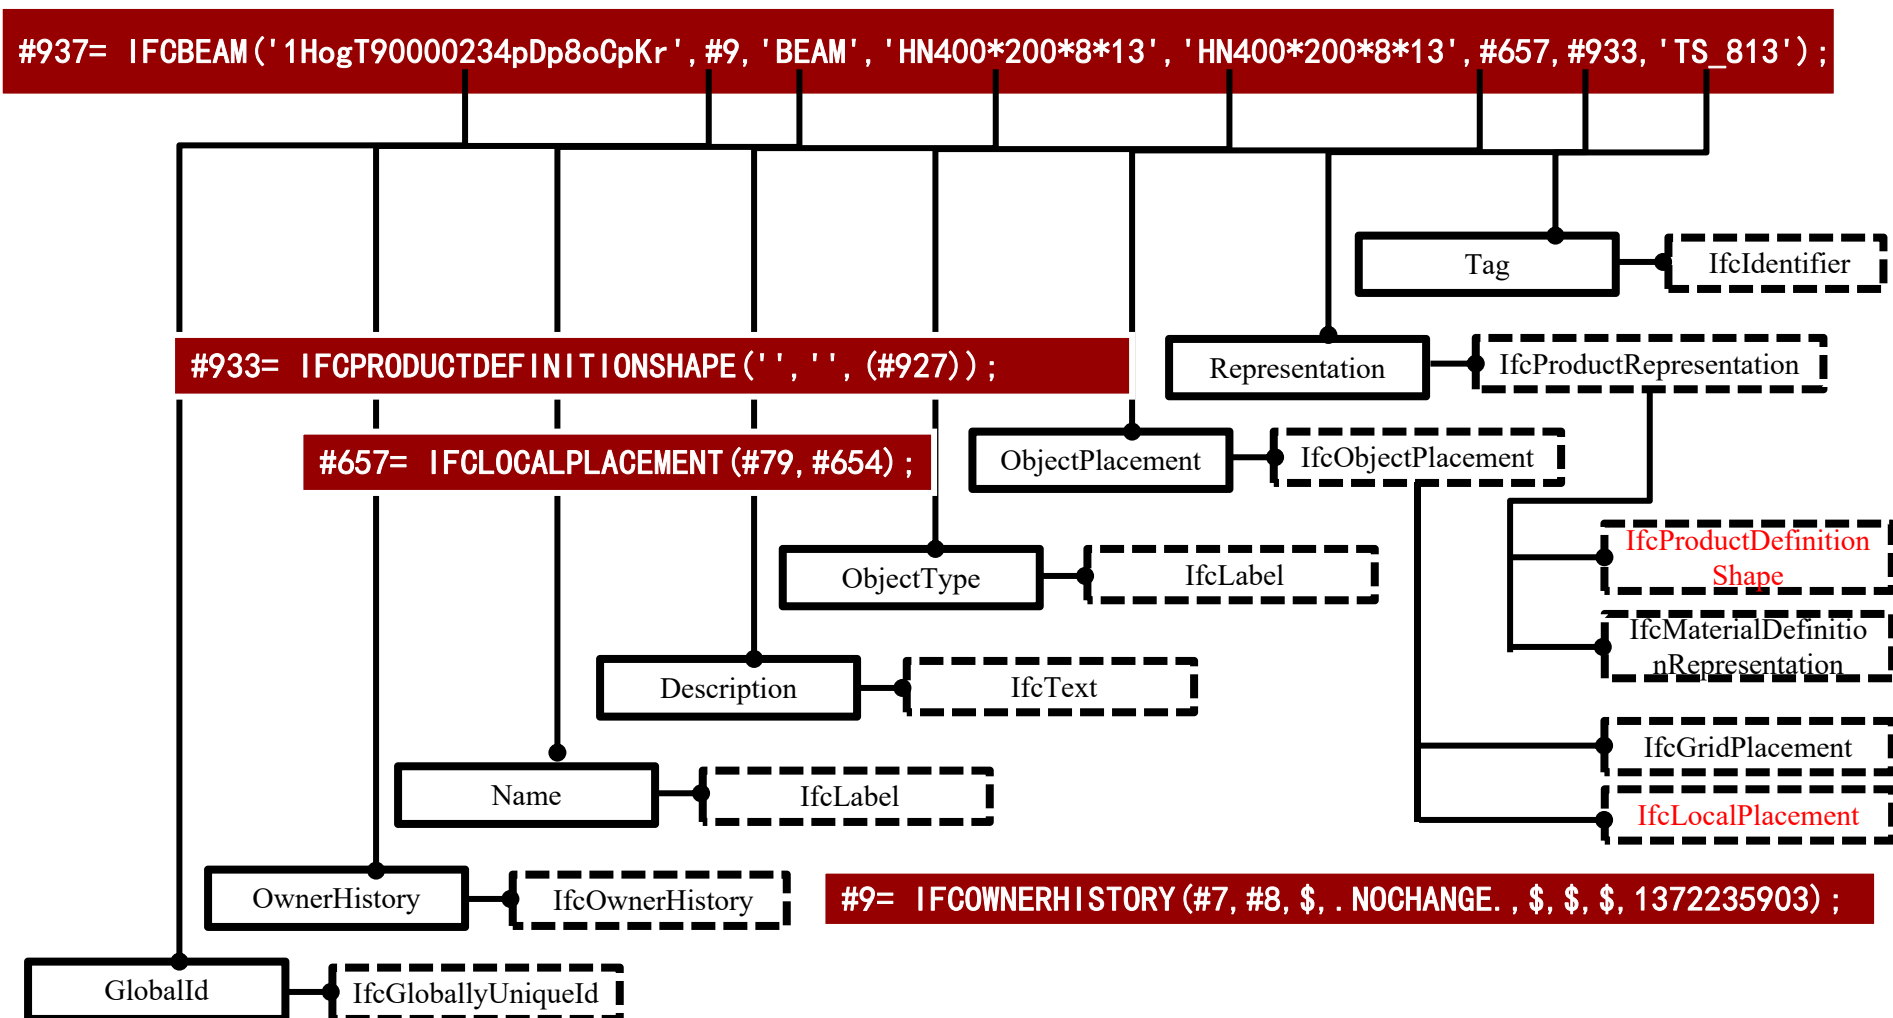 #937= IFCBEAM('1HogT90000234pDp8oCpKr',#9,'BEAM','HN400*200*8*13','HN400*200*8*13',#657,#933,'TS_813');
Tag
IfcIdentifier
#933= IFCPRODUCTDEFINITIONSHAPE('','',(#927));
Representation
IfcProductRepresentation
#657= IFCLOCALPLACEMENT(#79,#654);
ObjectPlacement
IfcObjectPlacement
IfcProductDefinition
Shape
ObjectType
IfcLabel
IfcMaterialDefinitio
nRepresentation
Description
IfcText
IfcGridPlacement
Name
IfcLabel
IfcLocalPlacement
OwnerHistory
IfcOwnerHistory
#9= IFCOWNERHISTORY(#7,#8,$,.NOCHANGE.,$,$,$,1372235903);
GlobalId
IfcGloballyUniqueId